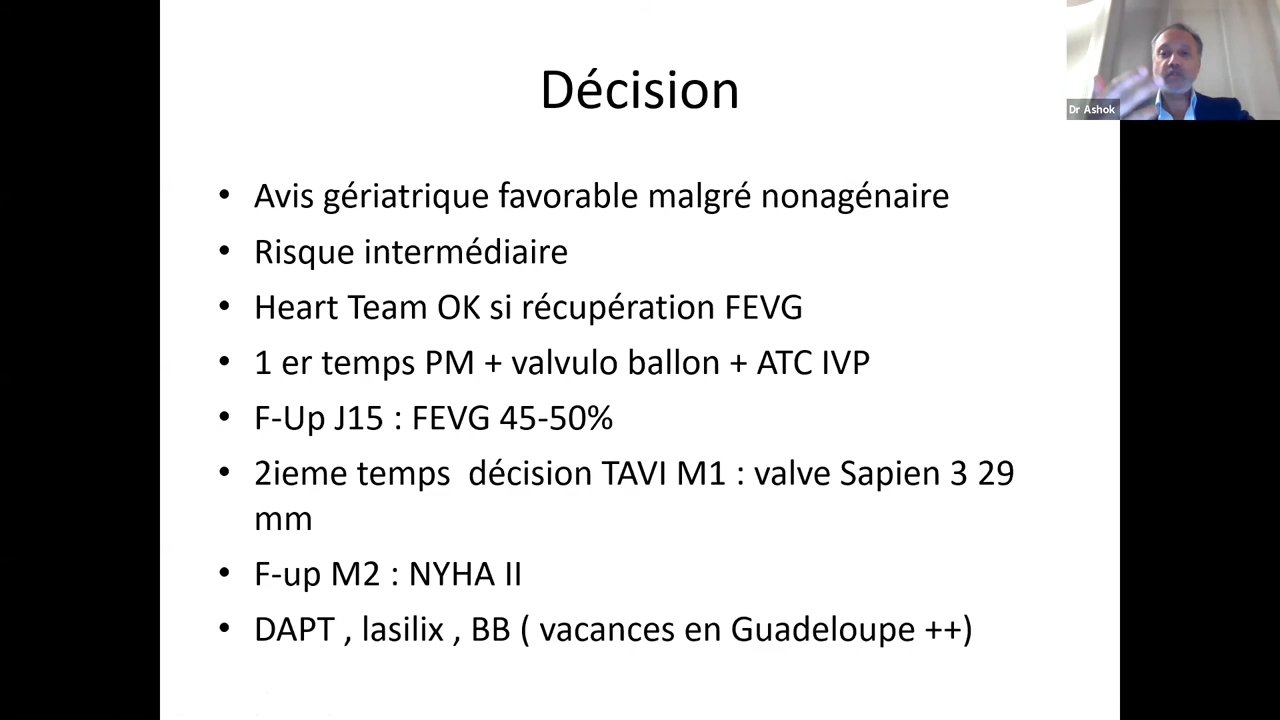 Décision
Dr Ashok
• Avis gériatrique favorable malgré nonagénaire
• Risque intermédiaire
• Heart Team OK si récupération FEVG
• 1 er temps PM + valvulo ballon + ATC IVP
• F-Up J15 : FEVG 45-50%
• 2ieme temps  décision TAVI M1 : valve Sapien 3 29
mm
• F-up M2 : NYHA II
• DAPT , lasilix , BB ( vacances en Guadeloupe ++)